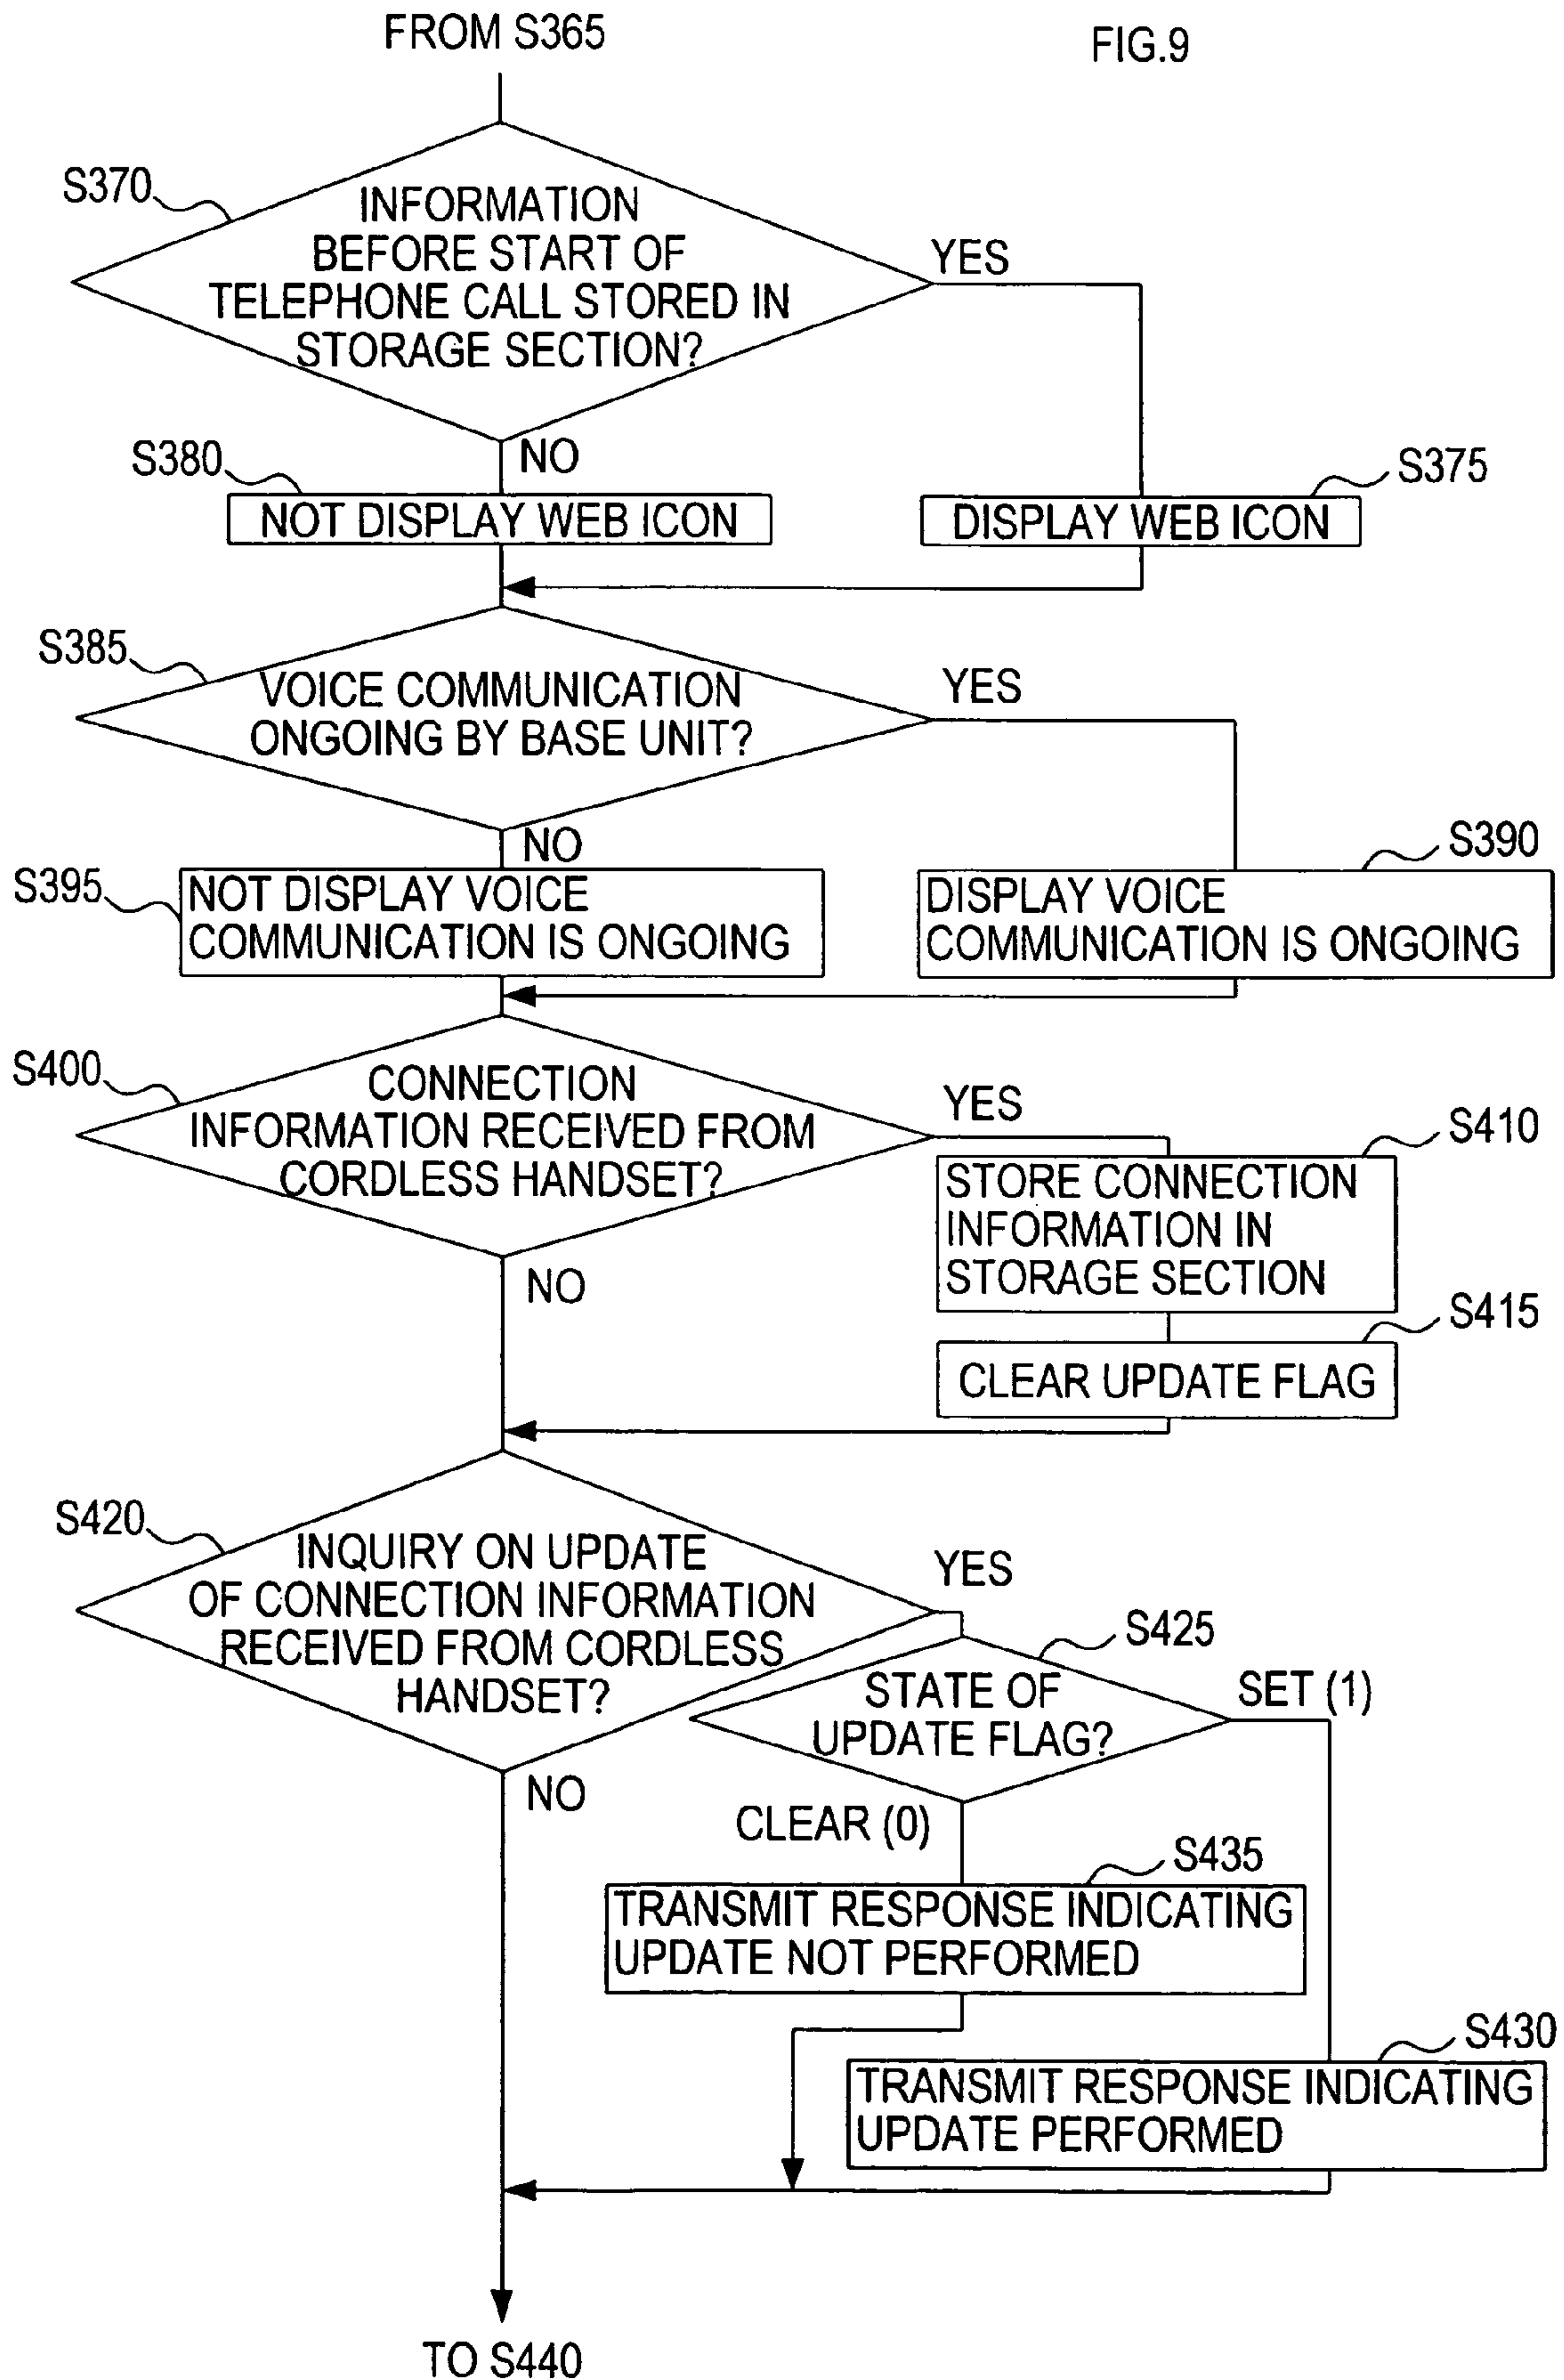 FROM S365
FIG.9
S370
INFORMATION
BEFORE START OF
TELEPHONE CALL STORED IN
STORAGE SECTION?
YES
NO
S380
NOT DISPLAY WEB ICON
S375
DISPLAY WEB ICON
S385
VOICE COMMUNICATION
ONGOING BY BASE UNIT?
YES
NO
S395
NOT DISPLAY VOICE
COMMUNICATION IS ONGOING
S390
DISPLAY VOICE
COMMUNICATION IS ONGOING
S400
CONNECTION
INFORMATION RECEIVED FROM
CORDLESS HANDSET?
YES
NO
S410
STORE CONNECTION
INFORMATION IN
STORAGE SECTION
S415
CLEAR UPDATE FLAG
S420
INQUIRY ON UPDATE
OF CONNECTION INFORMATION
RECEIVED FROM CORDLESS
HANDSET?
YES
NO
S425
STATE OF
UPDATE FLAG?
SET (1)
CLEAR (0)
S435
TRANSMIT RESPONSE INDICATING
UPDATE NOT PERFORMED
S430
TRANSMIT RESPONSE INDICATING
UPDATE PERFORMED
TO S440